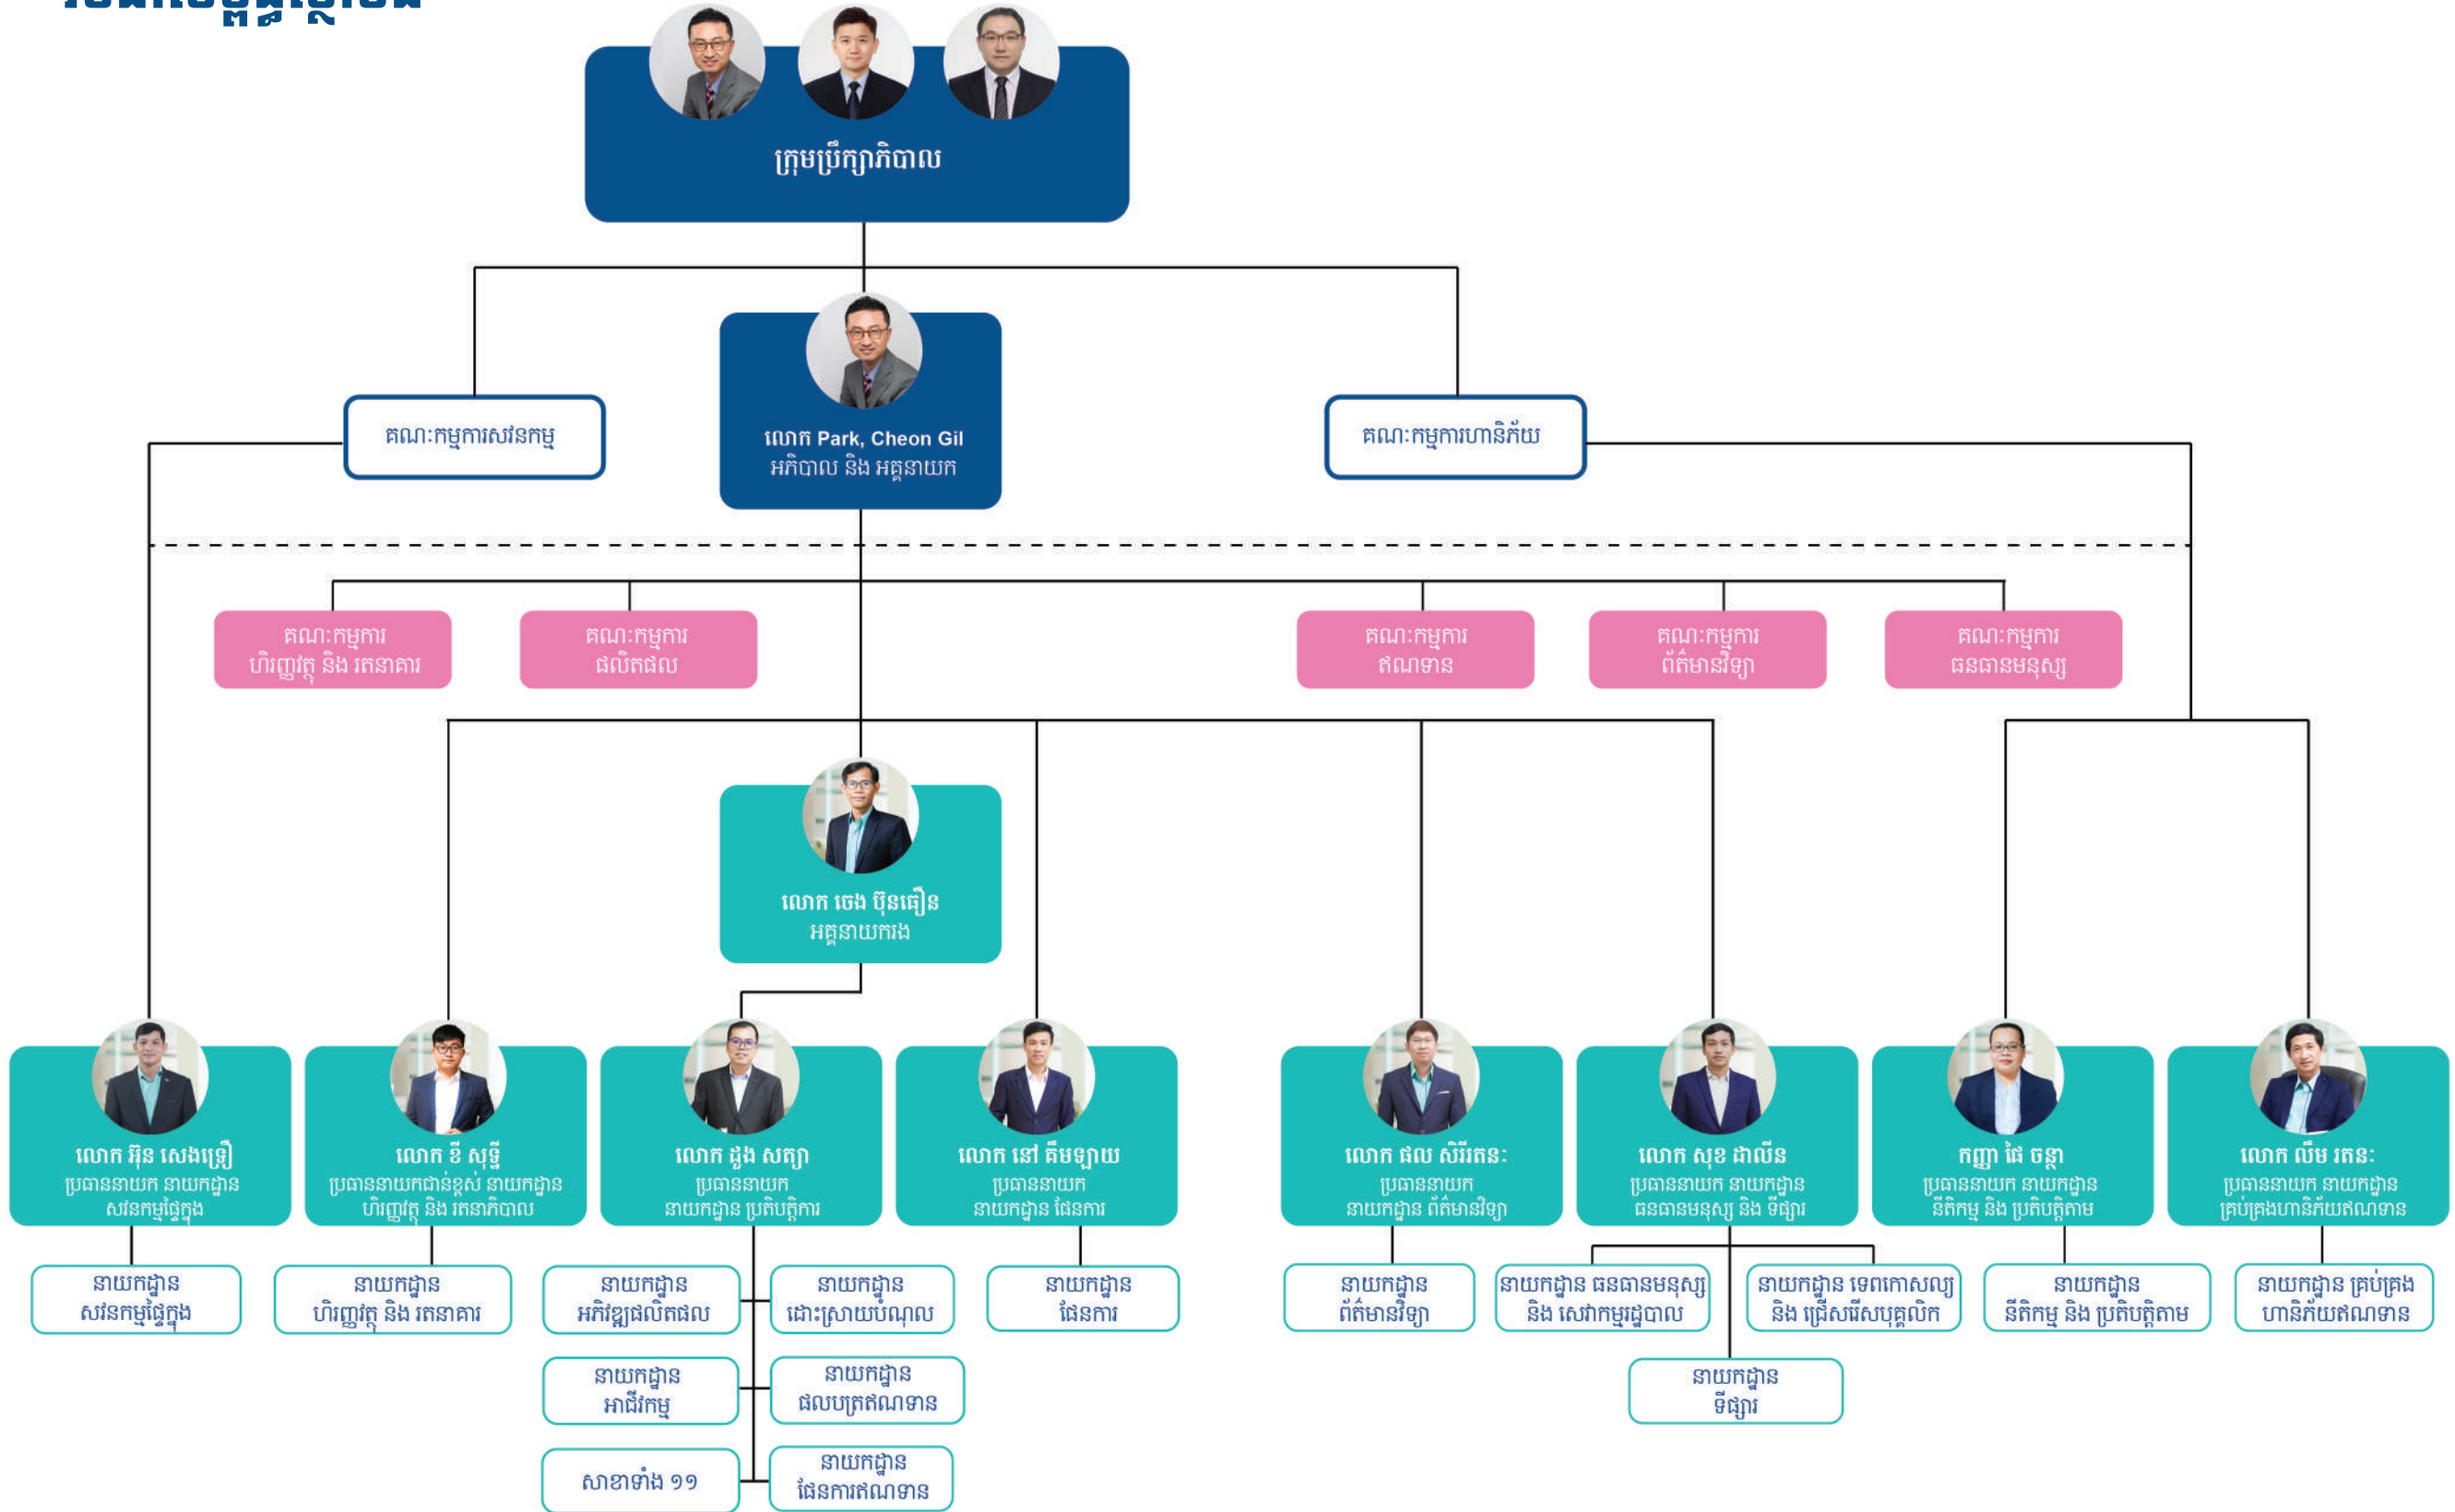 ក្រុមប្រឹក្សាភិបាល
លោក Park, Cheon Gil
អភិបាល និង អគ្គនាយក
គណៈកម្មការសវនកម្ម
គណៈកម្មការហានិភ័យ
គណៈកម្មការ
ហិរញ្ញវត្ថុ និង រតនាគារ
គណៈកម្មការ
ផលិតផល
គណៈកម្មការ
ឥណទាន
គណៈកម្មការ
ព័ត៌មានវិទ្យា
គណៈកម្មការ
ធនធានមនុស្ស
លោក ចេង ប៊ុនធឿន
អគ្គនាយករង
លោក អ៊ុន សេងទ្រឿ
ប្រធាននាយក នាយកដ្ឋាន
សវនកម្មផ្ទៃក្នុង
លោក ខី សុទ្ធី
ប្រធាននាយកជាន់ខ្ពស់ នាយកដ្ឋាន
ហិរញ្ញវត្ថុ និង រតនាភិបាល
លោក ដួង សត្យា
ប្រធាននាយក
នាយកដ្ឋាន ប្រតិបត្តិការ
លោក នៅ គឹមឡាយ
ប្រធាននាយក
នាយកដ្ឋាន ផែនការ
លោក ផល សិរីរតនៈ
ប្រធាននាយក
នាយកដ្ឋាន ព័ត៌មានវិទ្យា
លោក សុខ ដាលីន
ប្រធាននាយក នាយកដ្ឋាន
ធនធានមនុស្ស និង ទីផ្សារ
កញ្ញា ផៃ ចន្ថា
ប្រធាននាយក នាយកដ្ឋាន
នីតិកម្ម និង ប្រតិបត្តិតាម
លោក លឹម រតនៈ
ប្រធាននាយក នាយកដ្ឋាន
គ្រប់គ្រងហានិភ័យឥណទាន
នាយកដ្ឋាន
សវនកម្មផ្ទៃក្នុង
នាយកដ្ឋាន
ហិរញ្ញវត្ថុ និង រតនាគារ
នាយកដ្ឋាន
អភិវឌ្ឍផលិតផល
នាយកដ្ឋាន
ដោះស្រាយបំណុល
នាយកដ្ឋាន
ផែនការ
នាយកដ្ឋាន
ព័ត៌មានវិទ្យា
នាយកដ្ឋាន ធនធានមនុស្ស
និង សេវាកម្មរដ្ឋបាល
នាយកដ្ឋាន ទេពកោសល្យ
និង ជ្រើសរើសបុគ្គលិក
នាយកដ្ឋាន
នីតិកម្ម និង ប្រតិបត្តិតាម
នាយកដ្ឋាន គ្រប់គ្រង
ហានិភ័យឥណទាន
នាយកដ្ឋាន
អាជីវកម្ម
នាយកដ្ឋាន
ផលបត្រឥណទាន
នាយកដ្ឋាន
ទីផ្សារ
សាខាទាំង ១១
នាយកដ្ឋាន
ផែនការឥណទាន